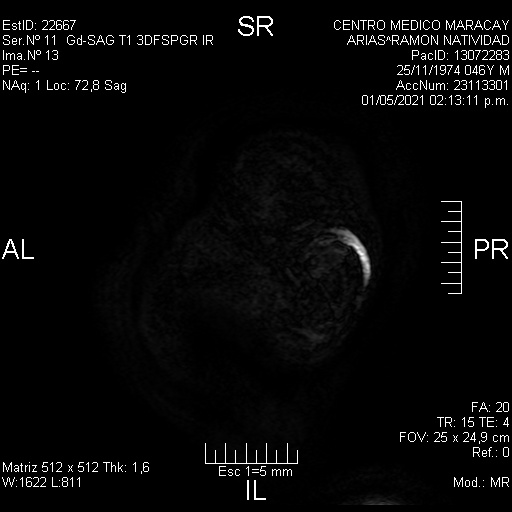 EstID: 22667
Ser.Nº 11 Gd-SAG T1 3DFSPGR IR
Ima.Nº 13
PE= --
NAq: 1 Loc: 72,8 Sag
SR
CENTRO MEDICO MARACAY
ARIAS^RAMON NATIVIDAD
PacID: 13072283
25/11/1974 046Y M
AccNum: 23113301
01/05/2021 02:13:11 p.m.
AL
PR
FA: 20
TR: 15 TE: 4
FOV: 25 x 24,9 cm
Ref.: 0
Mod.: MR
Matriz 512 x 512 Thk: 1,6
W:1622 L:811
Esc 1=5 mm
IL